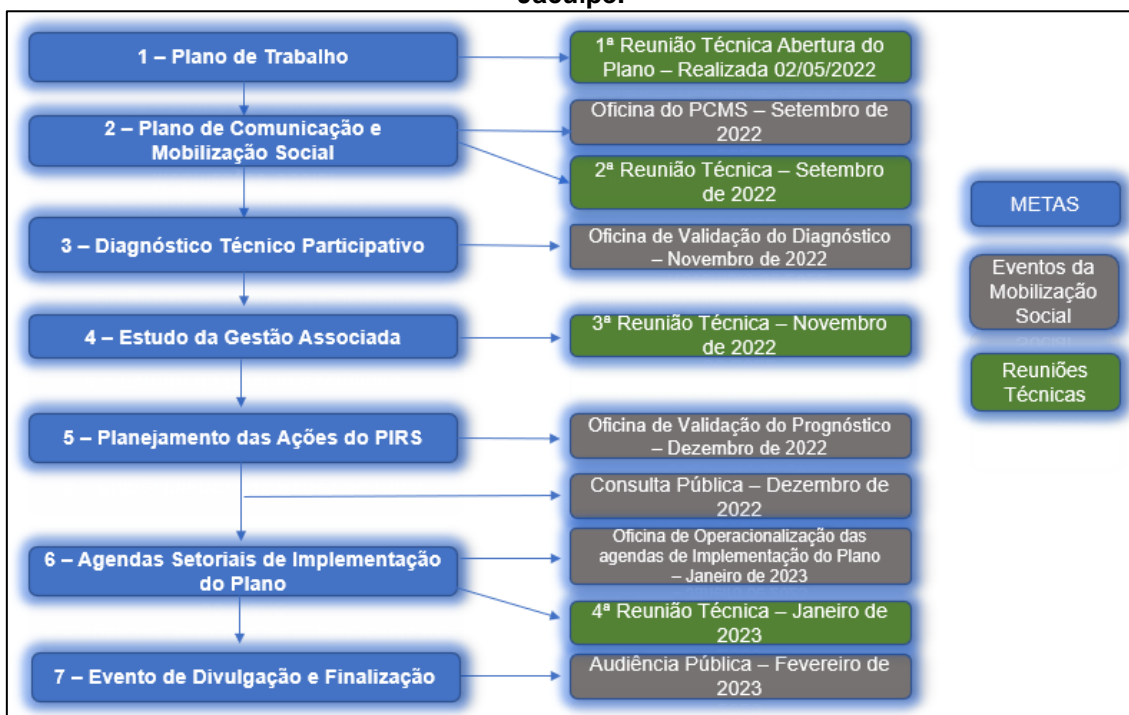 Jacuípe.
1 – Plano de Trabalho
1ª Reunião Técnica Abertura do
Plano – Realizada 02/05/2022
2 – Plano de Comunicação e
Mobilização Social
Oficina do PCMS – Setembro de
2022
2ª Reunião Técnica – Setembro
de 2022
3 – Diagnóstico Técnico Participativo
Oficina de Validação do Diagnóstico
– Novembro de 2022
4 – Estudo da Gestão Associada
3ª Reunião Técnica – Novembro
de 2022
5 – Planejamento das Ações do PIRS
Oficina de Validação do Prognóstico
– Dezembro de 2022
Consulta Pública – Dezembro de
2022
6 – Agendas Setoriais de Implementação
do Plano
Oficina de Operacionalização das
agendas de Implementação do Plano
– Janeiro de 2023
4ª Reunião Técnica – Janeiro de
2023
7 – Evento de Divulgação e Finalização
Audiência Pública – Fevereiro de
2023
METAS
Eventos da
Mobilização
Social
Reuniões
Técnicas